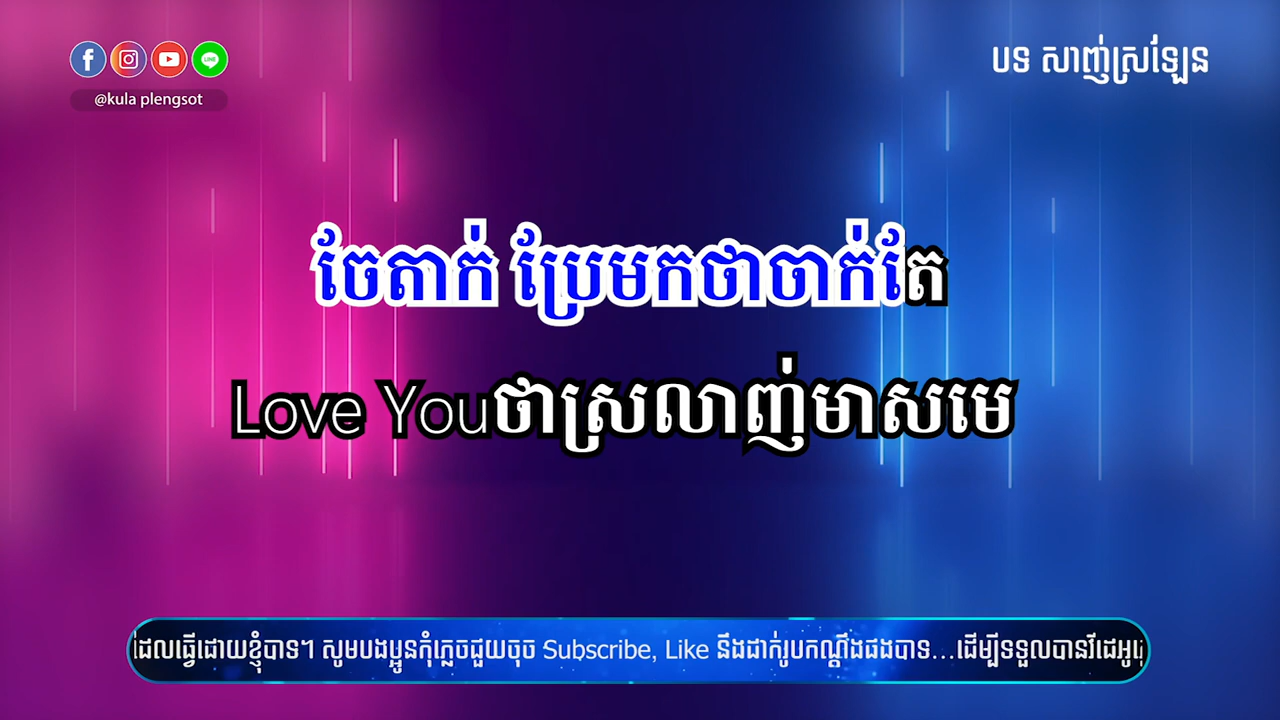 @kula plengsot
បទ សាញ់ស្រឡែន
ចែតាក់ ប្រែមកថាចាក់តែ
Love Youថាស្រលាញ់មាសមេ
ដែលធ្វើដោយខ្ញុំបាទៗ សូមបងប្អូនកុំភ្លេចជួយចុច Subscribe, Like នឹងដាក់រូបកណ្ដឹងផងបាទ...ដើម្បីទទួលបានវីដេអូ